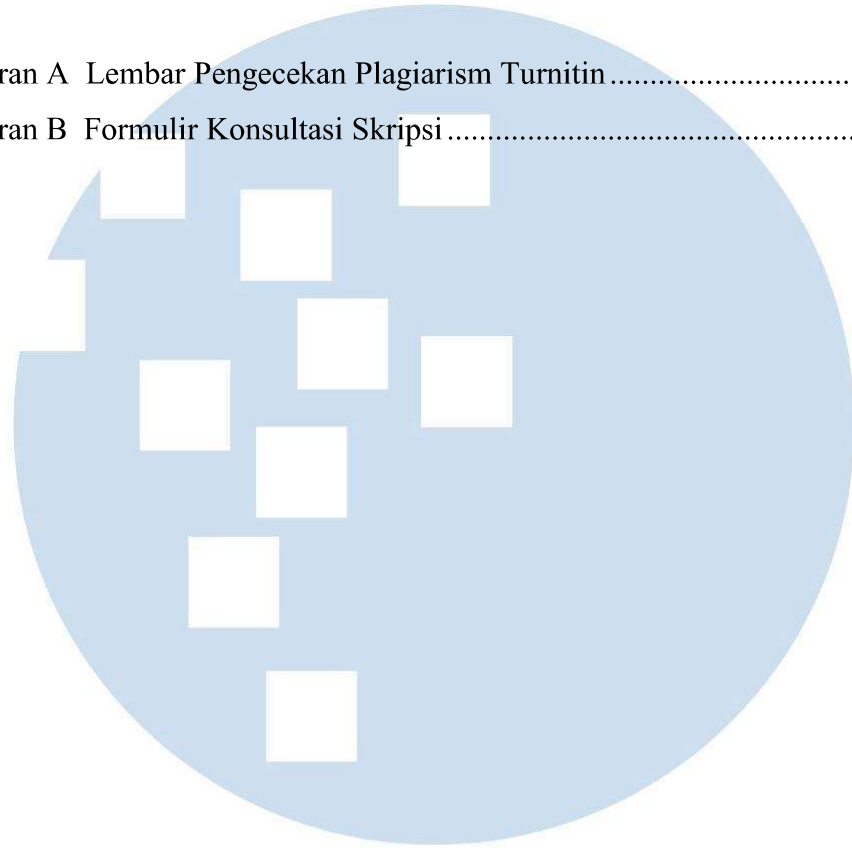 ran A Lembar Pengecekan Plagiarism Turnitin............................
ran B Formulir Konsultasi Skripsi..................................................